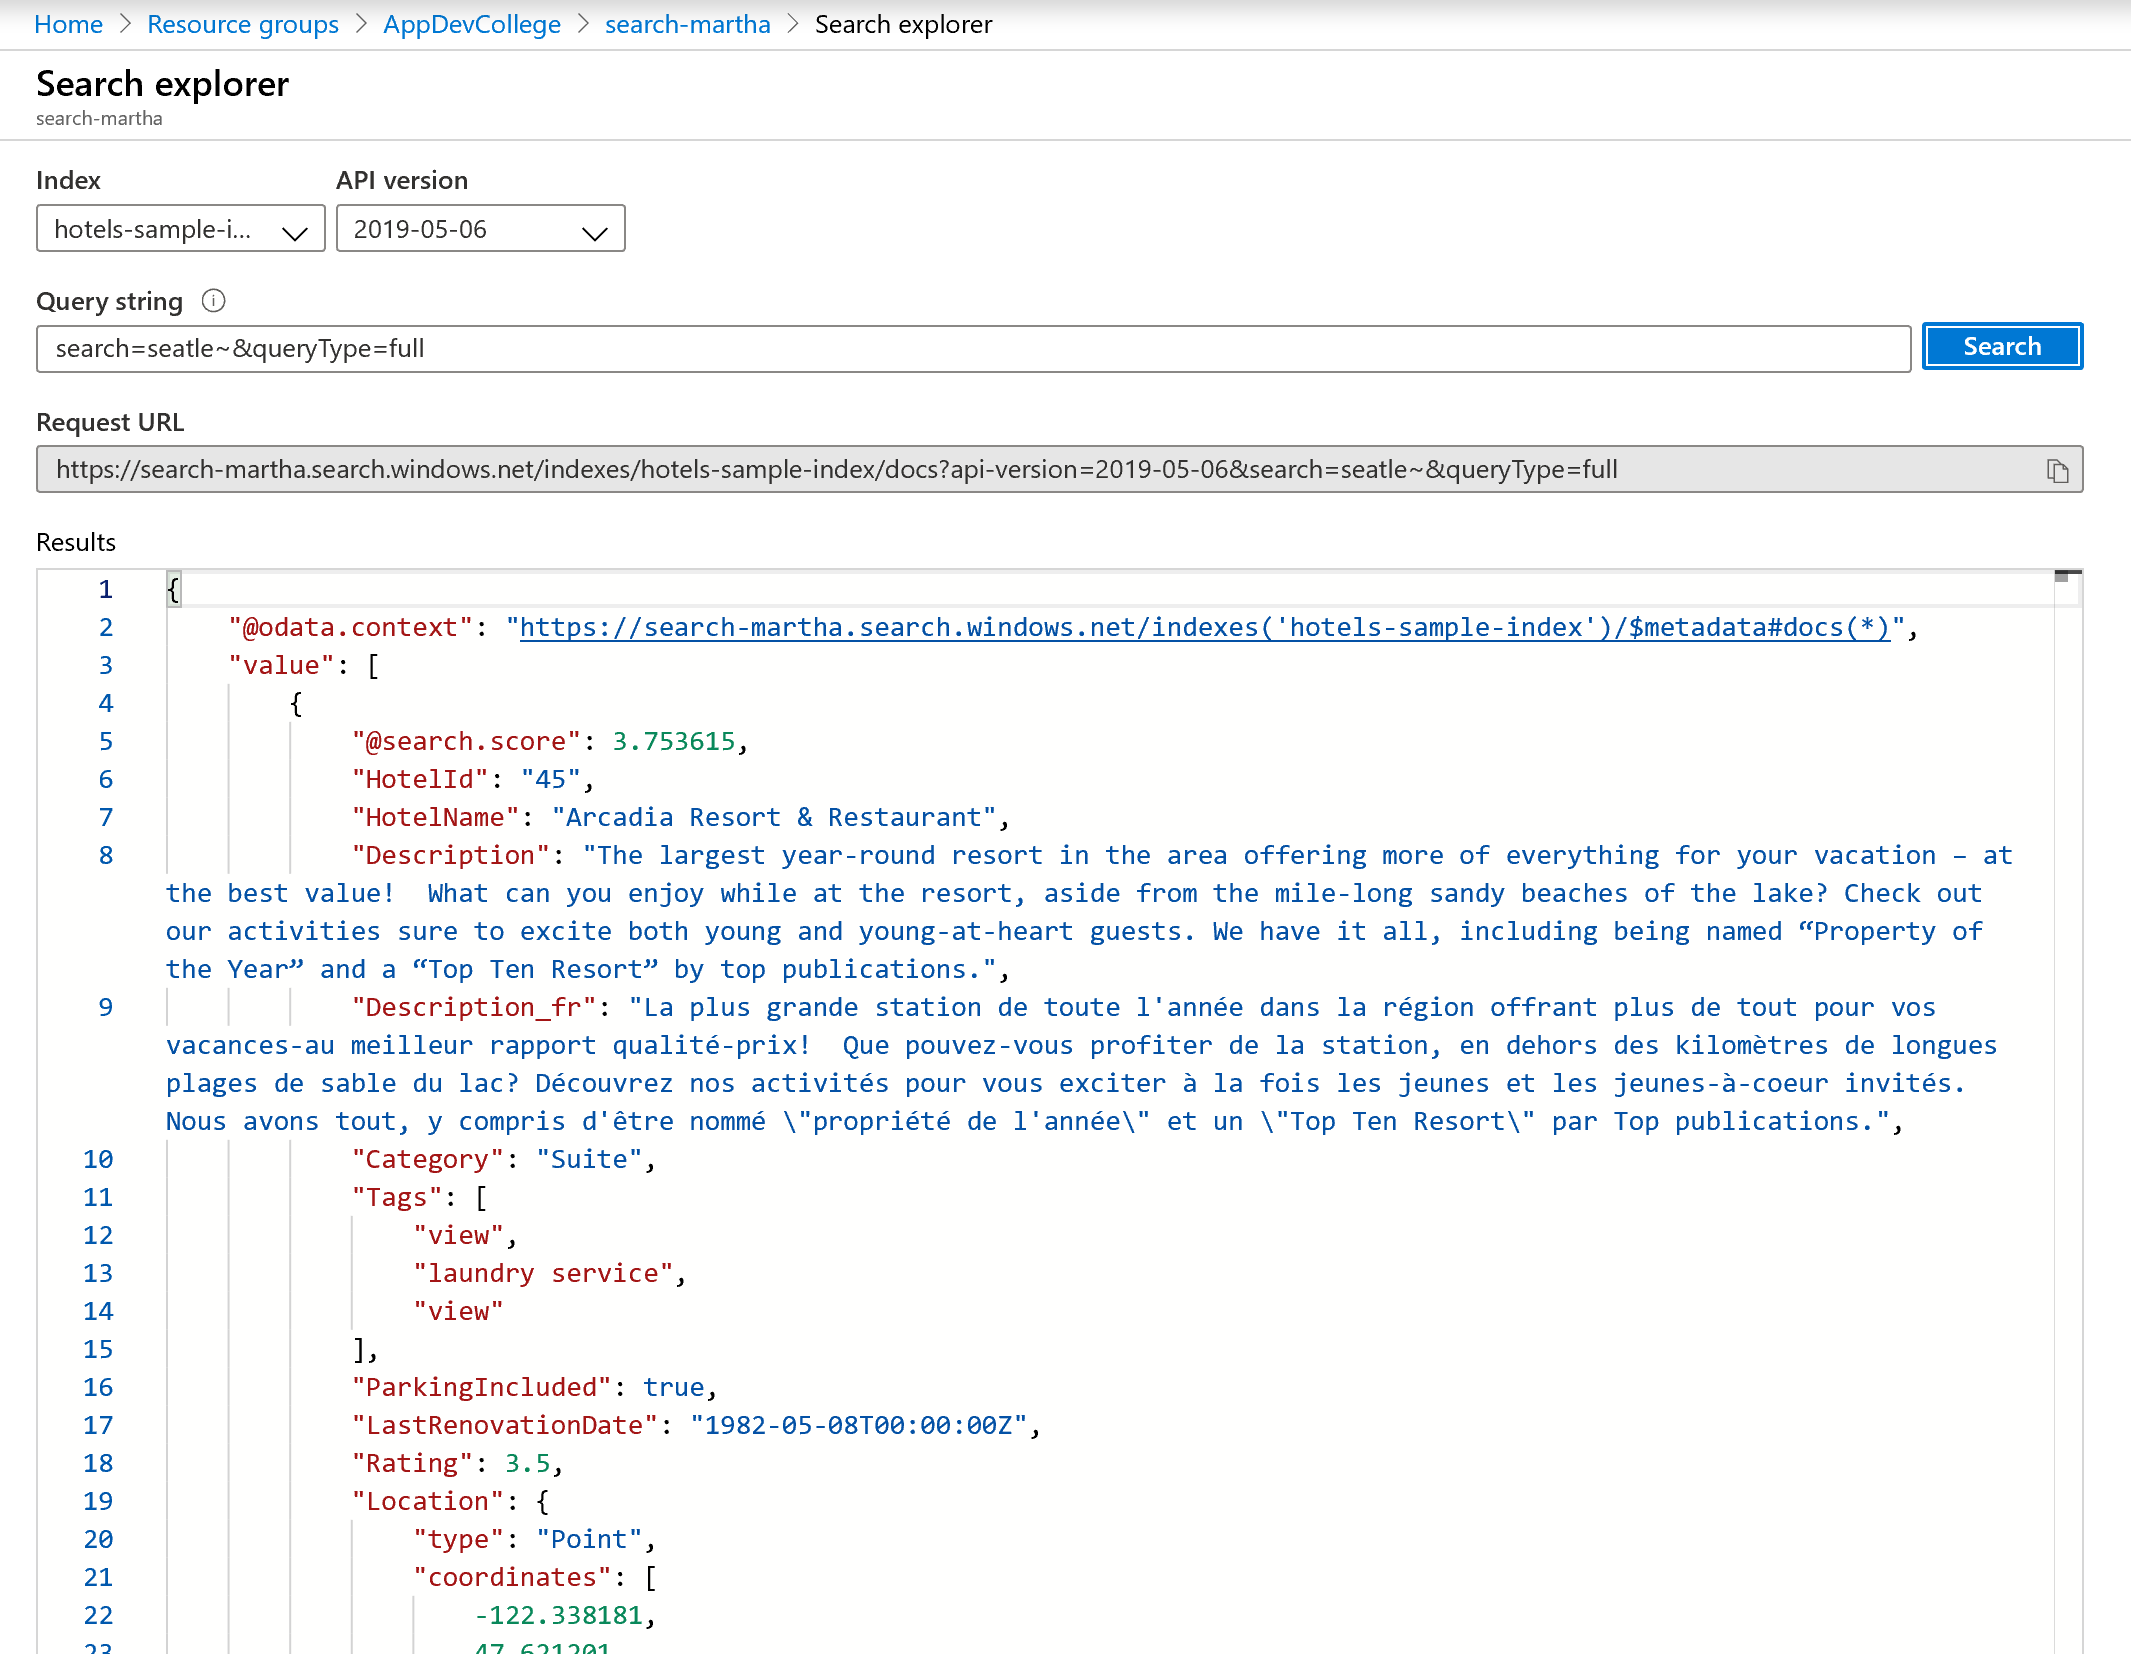 Home > Resource groups > AppDevCollege > search-martha > Search explorer
Search explorer
search-martha
Index API version
hotels-sample-i... 2019-05-06
Query string
search=seatle~&queryType=full Search
Request URL
https://search-martha.search.windows.net/indexes/hotels-sample-index/docs?api-version=2019-05-06&search=seatle~&queryType=full
Results
1 {
2 "@odata.context": "https://search-martha.search.windows.net/indexes('hotels-sample-index')/$metadata#docs(*)",
3 "value": [
4 {
5 "@search.score": 3.753615,
6 "HotelId": "45",
7 "HotelName": "Arcadia Resort & Restaurant",
8 "Description": "The largest year-round resort in the area offering more of everything for your vacation – at
the best value!  What can you enjoy while at the resort, aside from the mile-long sandy beaches of the lake? Check out
our activities sure to excite both young and young-at-heart guests. We have it all, including being named “Property of
the Year” and a “Top Ten Resort” by top publications.",
9 "Description_fr": "La plus grande station de toute l'année dans la région offrant plus de tout pour vos
vacances-au meilleur rapport qualité-prix!  Que pouvez-vous profiter de la station, en dehors des kilomètres de longues
plages de sable du lac? Découvrez nos activités pour vous exciter à la fois les jeunes et les jeunes-à-coeur invités.
Nous avons tout, y compris d'être nommé \"propriété de l'année\" et un \"Top Ten Resort\" par Top publications.",
10 "Category": "Suite",
11 "Tags": [
12 "view",
13 "laundry service",
14 "view"
15 ],
16 "ParkingIncluded": true,
17 "LastRenovationDate": "1982-05-08T00:00:00Z",
18 "Rating": 3.5,
19 "Location": {
20 "type": "Point",
21 "coordinates": [
22 -122.338181,
23 47.621201